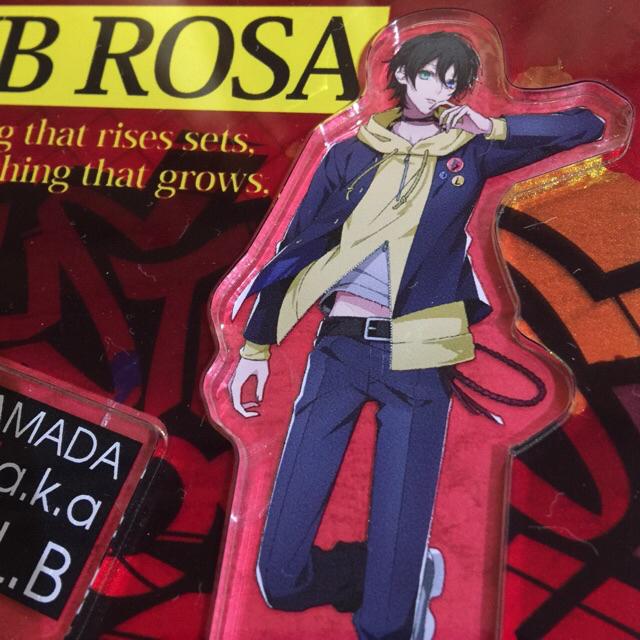 B ROSA
g that rises sets,
hing that grows.
AMADA
a.k.a
.B